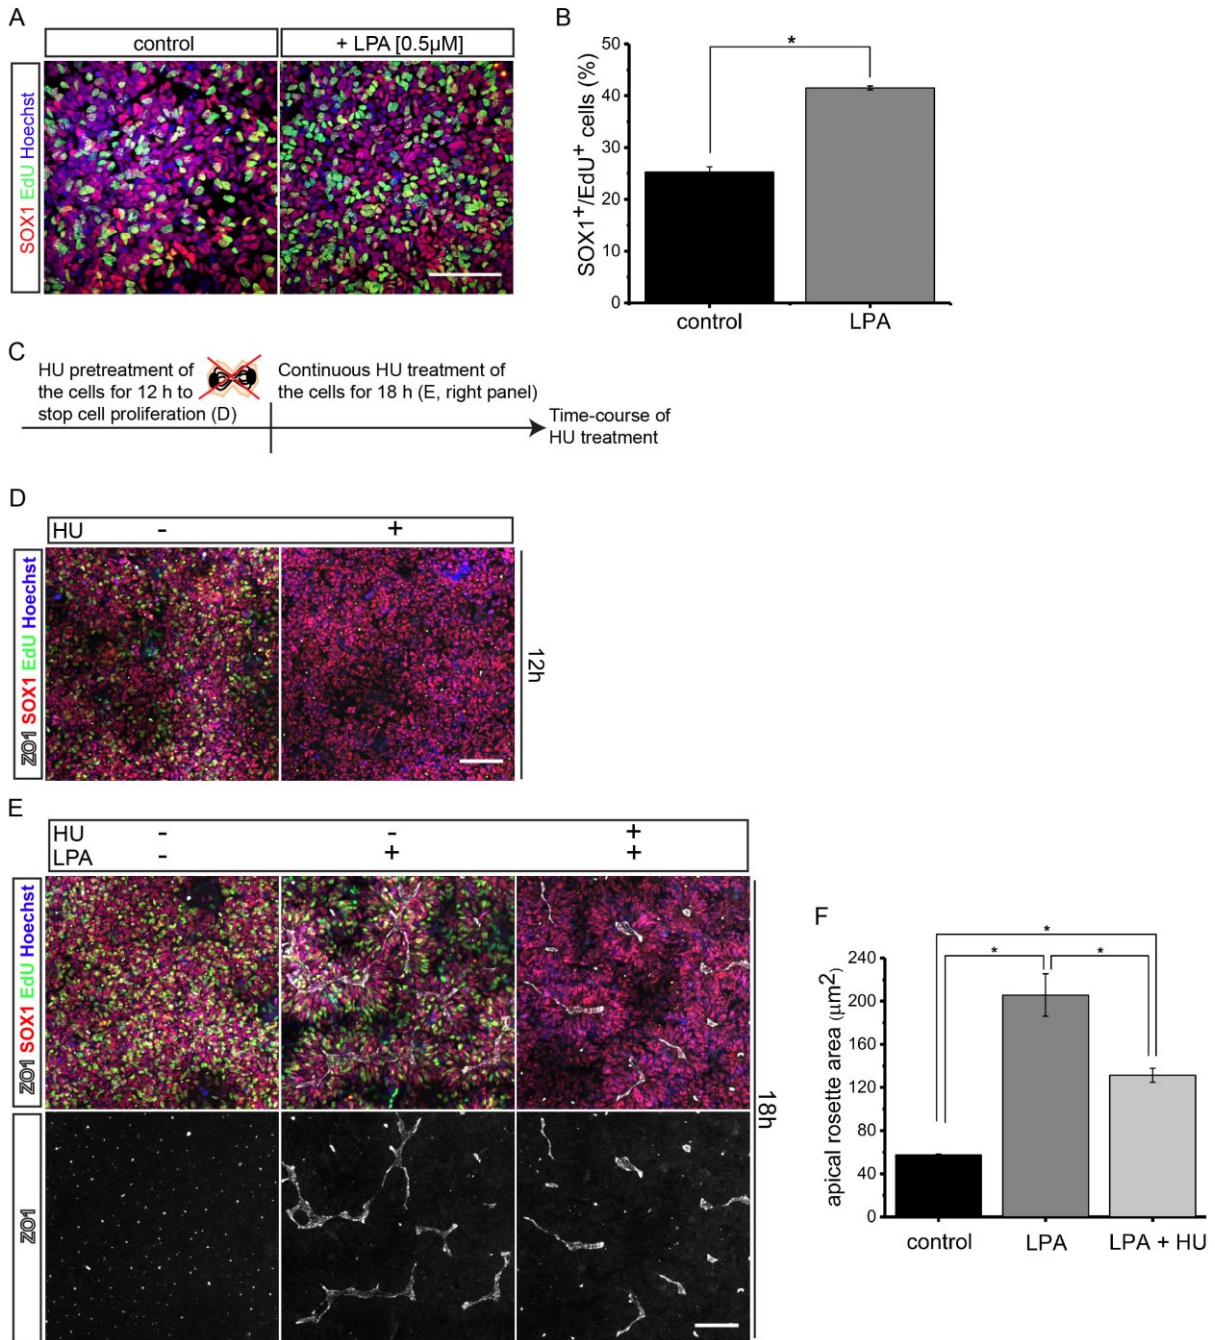 A
control
+ LPA [0.5µM]
SOX1 EdU Hoechst
B
SOX1+/EdU+ cells (%)
50
40
30
20
10
0
*
control
LPA
C
HU pretreatment of
the cells for 12 h to
stop cell proliferation (D)
Continuous HU treatment of
the cells for 18 h (E, right panel)
Time-course of
HU treatment
D
HU - +
ZO1 SOX1 EdU Hoechst
12h
E
HU - - +
LPA - + +
ZO1 SOX1 EdU Hoechst
ZO1
18h
F
apical rosette area (µm²)
240
200
160
120
80
40
0
*
* *
control
LPA
LPA + HU